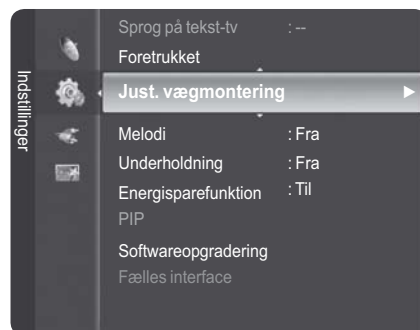 Indstillinger
Sprog på tekst-tv : --
Foretrukket
Just. vægmontering
Melodi : Fra
Underholdning : Fra
Energisparefunktion : Til
PIP
Softwareopgradering
Fælles interface